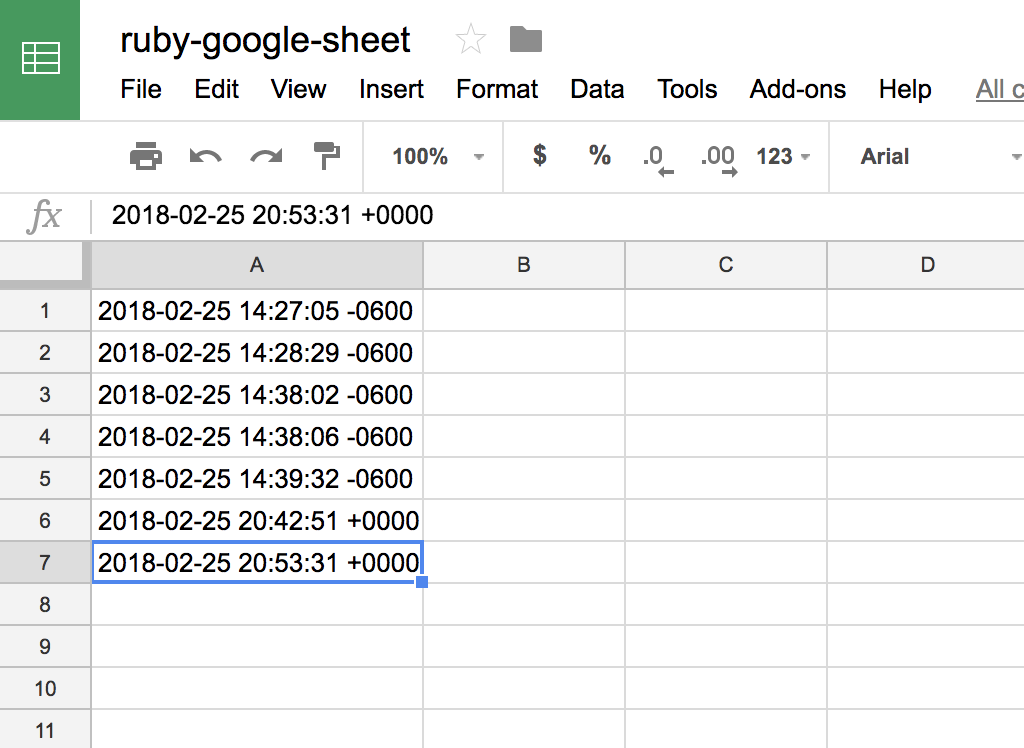 ruby-google-sheet
File Edit View Insert Format Data Tools Add-ons Help All c
100% $ % .0 .00 123 Arial
fx 2018-02-25 20:53:31 +0000
A B C D
1 2018-02-25 14:27:05 -0600
2 2018-02-25 14:28:29 -0600
3 2018-02-25 14:38:02 -0600
4 2018-02-25 14:38:06 -0600
5 2018-02-25 14:39:32 -0600
6 2018-02-25 20:42:51 +0000
7 2018-02-25 20:53:31 +0000
8
9
10
11